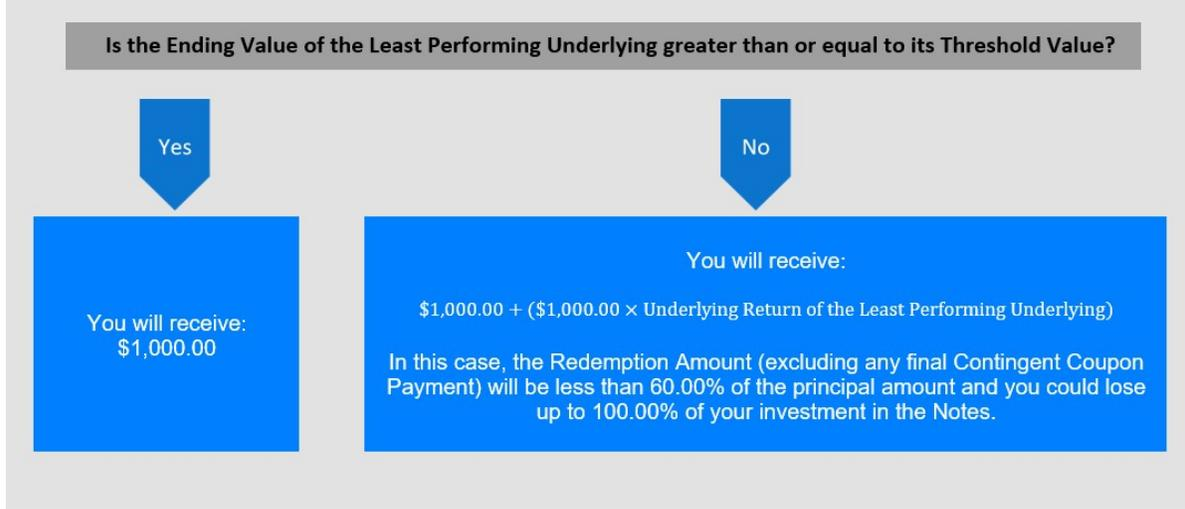 Is the Ending Value of the Least Performing Underlying greater than or equal to its Threshold Value?
Yes
No
You will receive:
$1,000.00
You will receive:
$1,000.00 + ($1,000.00 × Underlying Return of the Least Performing Underlying)
In this case, the Redemption Amount (excluding any final Contingent Coupon
Payment) will be less than 60.00% of the principal amount and you could lose
up to 100.00% of your investment in the Notes.